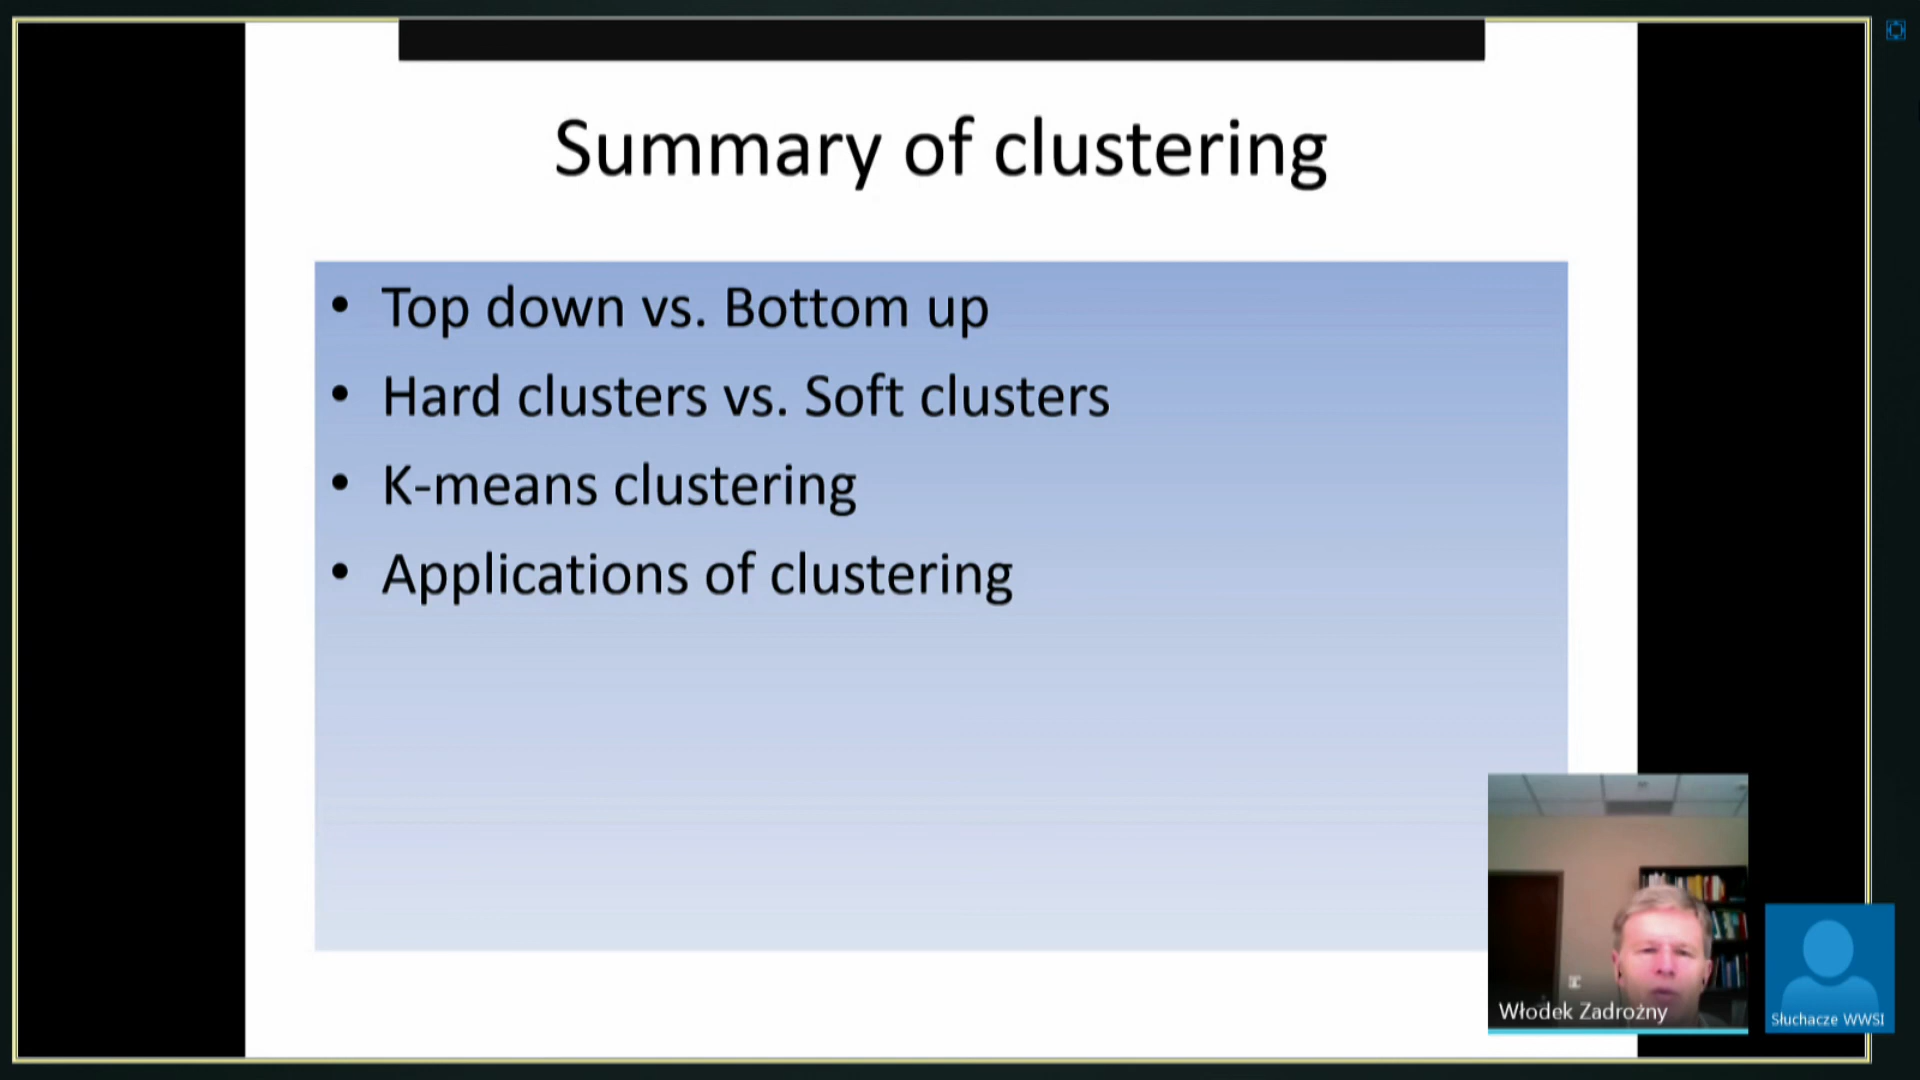 Summary of clustering
• Top down vs. Bottom up
• Hard clusters vs. Soft clusters
• K-means clustering
• Applications of clustering
Włodek Zadrożny
Słuchacze WWSI